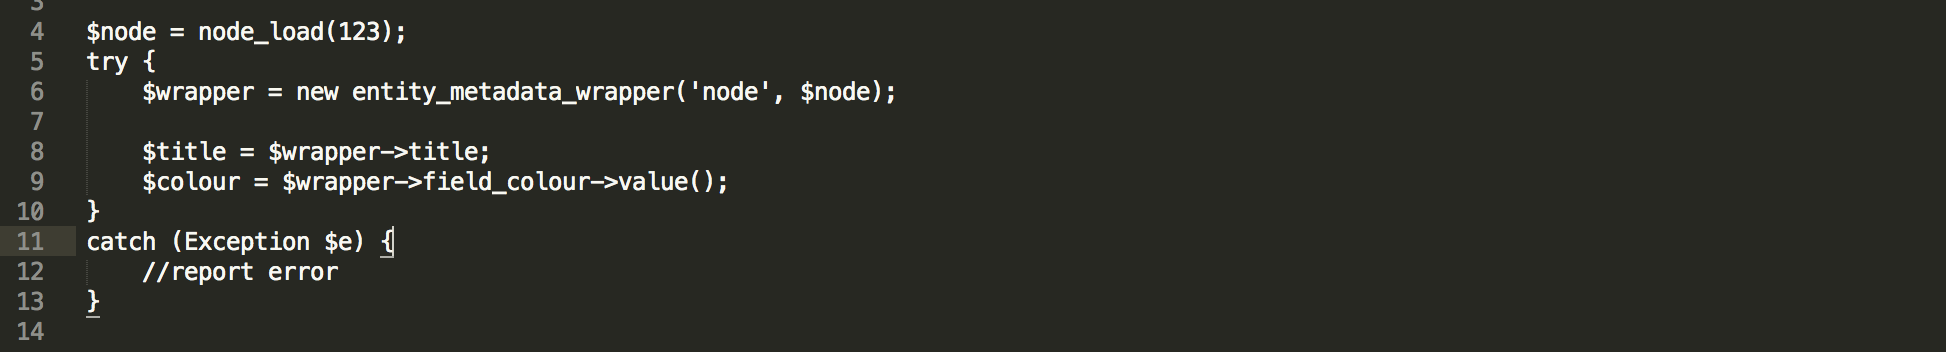 3
4 $node = node_load(123);
5 try {
6 $wrapper = new entity_metadata_wrapper('node', $node);
7
8 $title = $wrapper->title;
9 $colour = $wrapper->field_colour->value();
10 }
11 catch (Exception $e) {
12 //report error
13 }
14